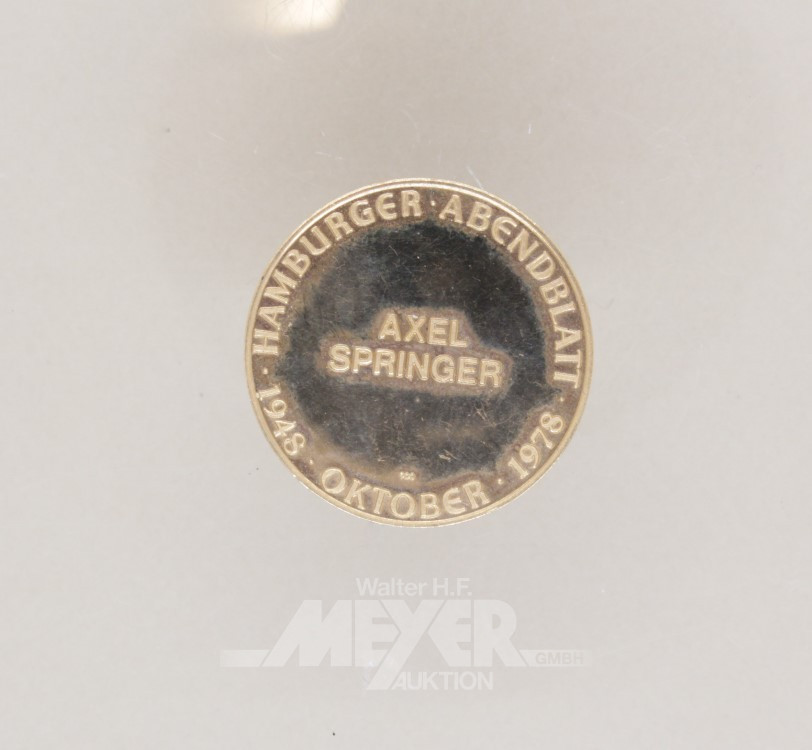 HAMBURGER · ABENDBLATT ·
1948 · OKTOBER · 1978 ·
AXEL
SPRINGER
Walter H.F.
MEYER
GMBH
AUKTION